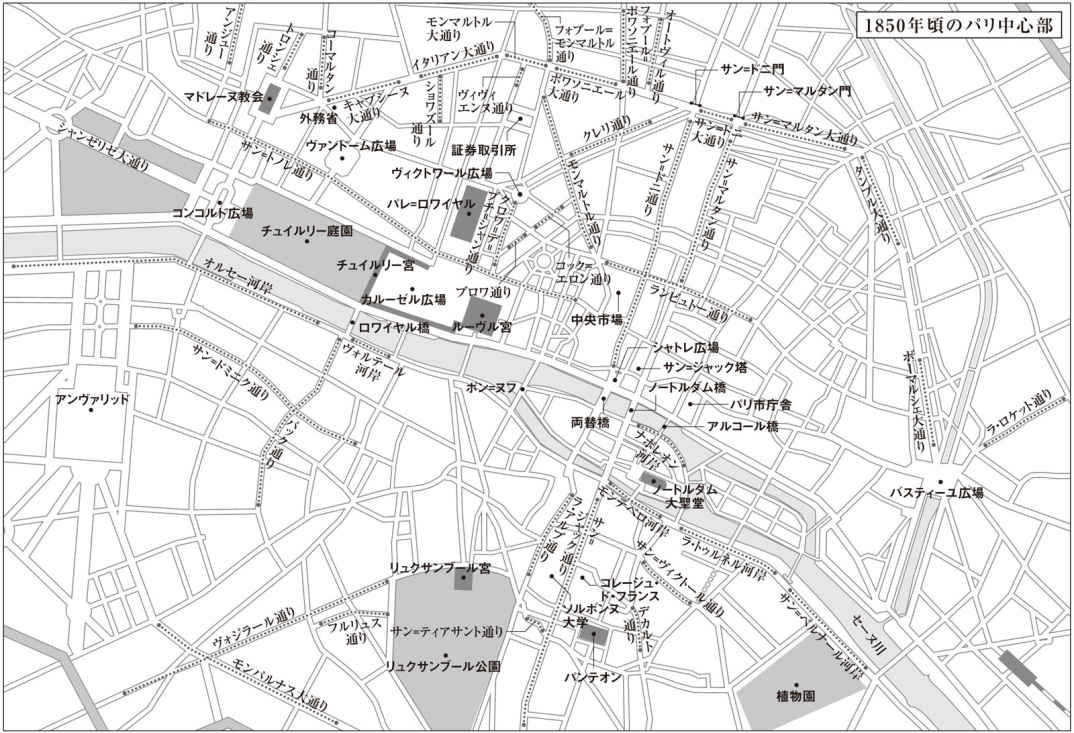 1850年頃のパリ中心部
アンジュー
通り
トロンシェ
通り
コーマルタン
通り
モンマルトル
大通り
イタリアン大通り
フォブール=
モンマルトル
通り
フォブール=
ポワソニエール通り
オートヴィル通り
マドレーヌ教会
外務省
キャプシーヌ
大通り
ショワズール
通り
ヴィヴィ
エンヌ通り
ポワソニエール
大通り
サン=ドニ門
サン=マルタン門
サン=ドニ
大通り
サン=マルタン大通り
シャンゼリゼ大通り
サン=トノレ通り
ヴァンドーム広場
証券取引所
クレリ通り
ヴィクトワール広場
モンマルトル通り
サン=ドニ通り
サン=マルタン通り
タンプル大通り
コンコルト広場
パレ=ロワイヤル
クロワ=デ=
プチ=シャン通り
チュイルリー庭園
チュイルリー宮
カルーゼル広場
コック=
エロン通り
オルセー河岸
プロワ通り
ランビュトー通り
中央市場
ロワイヤル橋
ルーヴル宮
ヴォルテール
河岸
シャトレ広場
サン=ジャック塔
ノートルダム橋
サン=ドミニク通り
ポン=ヌフ
ボーマルシェ大通り
アンヴァリッド
パリ市庁舎
ラ・ロケット通り
両替橋
アルコール橋
バック通り
ナポレオン
河岸
ノートルダム
大聖堂
バスティーユ広場
モンテベロ河岸
ラ・アルプ
通り
サン=
ジャック通り
ラ・トゥルネル河岸
サン=ヴィクトール通り
リュクサンブール宮
コレージュ・
ド・フランス
ソルボンヌ
大学
デカルト
通り
サン=ベルナール河岸
セーヌ川
ヴォジラール通り
フルリュス
通り
サン=ティアサント通り
リュクサンブール公園
モンパルナス大通り
パンテオン
植物園